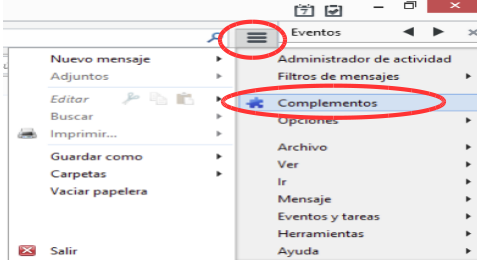 Eventos
Nuevo mensaje
Adjuntos
Editar
Buscar
Imprimir...
Guardar como
Carpetas
Vaciar papelera
Salir
Administrador de actividad
Filtros de mensajes
Complementos
Opciones
Archivo
Ver
Ir
Mensaje
Eventos y tareas
Herramientas
Ayuda